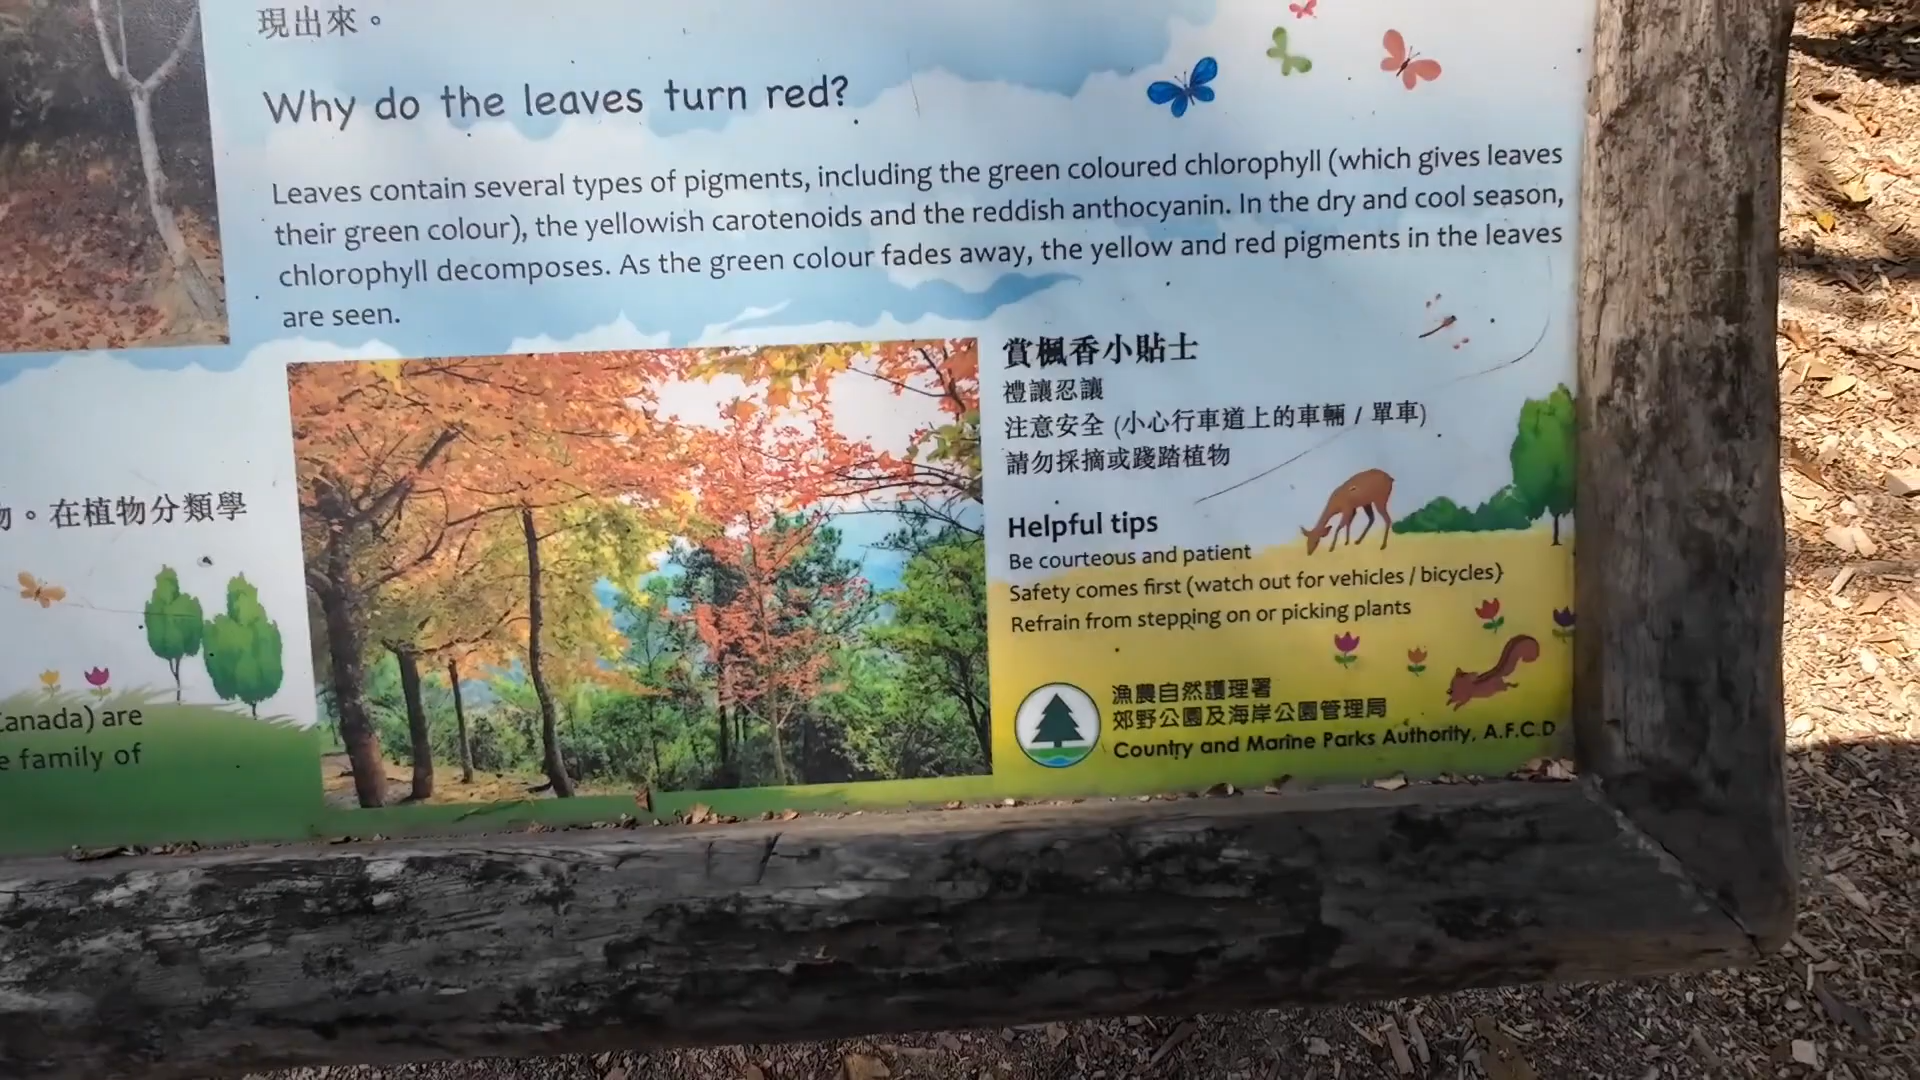 現出來。
Why do the leaves turn red?
Leaves contain several types of pigments, including the green coloured chlorophyll (which gives leaves
their green colour), the yellowish carotenoids and the reddish anthocyanin. In the dry and cool season,
chlorophyll decomposes. As the green colour fades away, the yellow and red pigments in the leaves
are seen.
物。在植物分類學
Canada) are
e family of
賞楓香小貼士
禮讓忍讓
注意安全 (小心行車道上的車輛 / 單車)
請勿採摘或踐踏植物
Helpful tips
Be courteous and patient
Safety comes first (watch out for vehicles / bicycles)
Refrain from stepping on or picking plants
漁農自然護理署
郊野公園及海岸公園管理局
Country and Marine Parks Authority, A.F.C.D